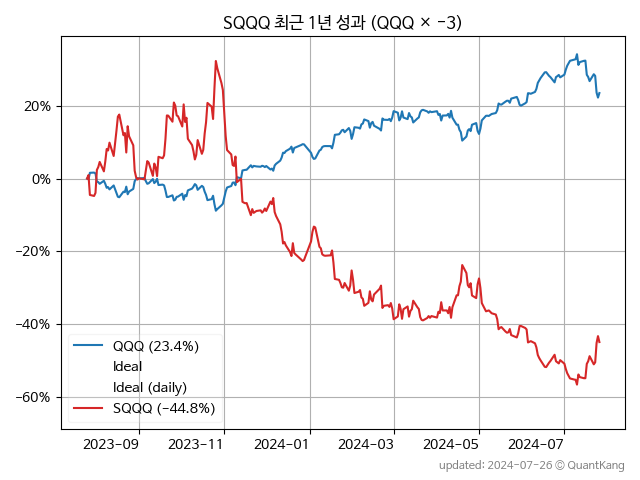 SQQQ 최근 1년 성과 (QQQ × −3)
20%
0%
−20%
−40%
−60%
QQQ (23.4%)
Ideal
Ideal (daily)
SQQQ (−44.8%)
2023−09 2023−11 2024−01 2024−03 2024−05 2024−07
updated: 2024-07-26 ⓒ QuantKang